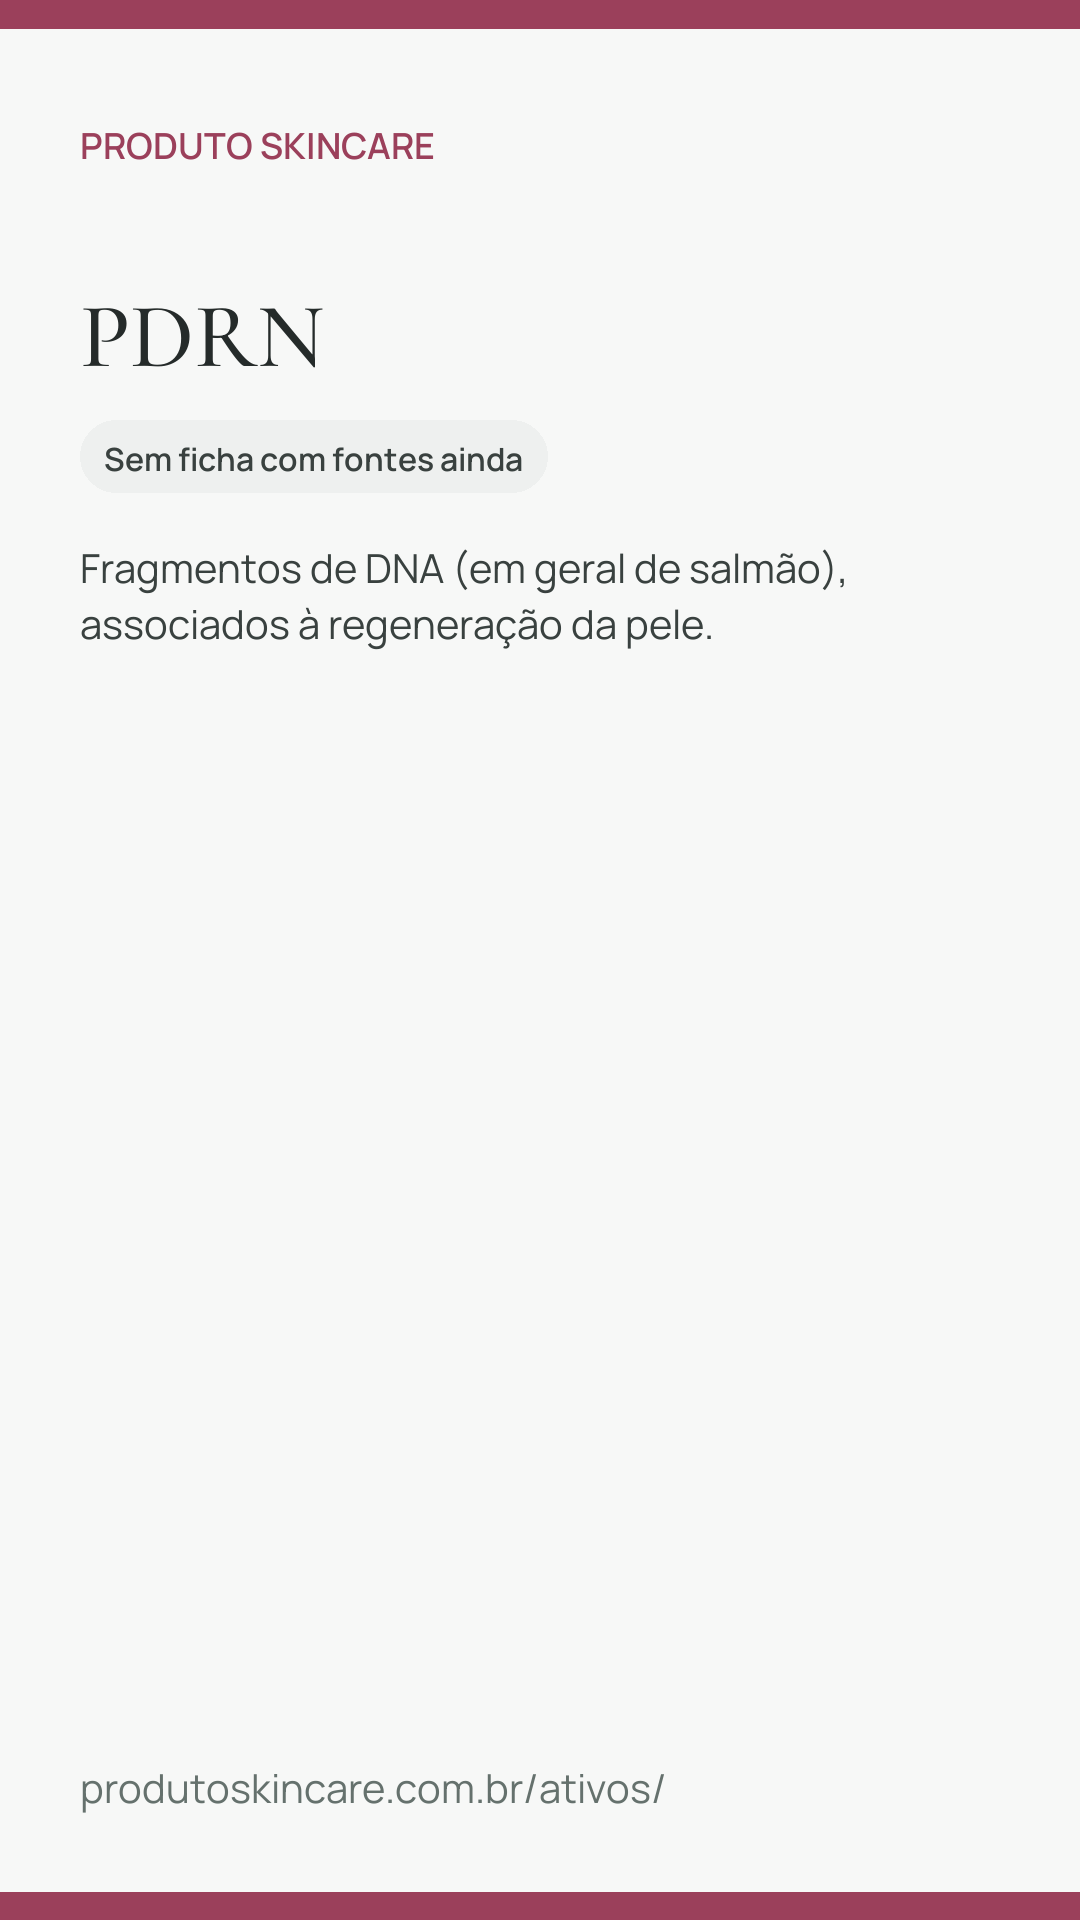 PRODUTO SKINCARE
PDRN
Sem ficha com fontes ainda
Fragmentos de DNA (em geral de salmão),
associados à regeneração da pele.
produtoskincare.com.br/ativos/